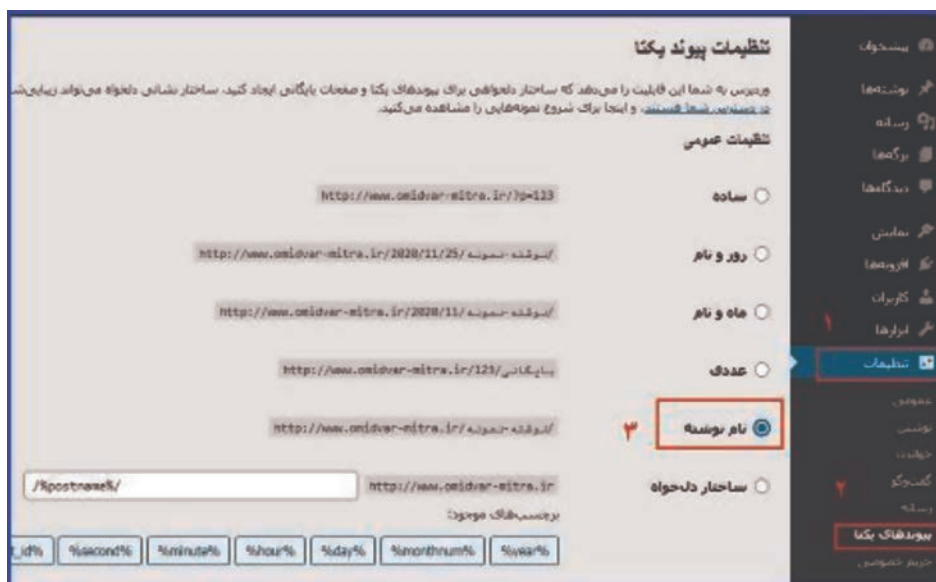 تنظیمات پیوند یکتا
وردپرس به شما این قابلیت را می‌دهد که ساختار دلخواهی برای پیوندهای یکتا و صفحات بایگانی ایجاد کنید. ساختار نشانی دلخواه می‌تواند زیبایی‌شـ
در دسترس شما هستند، و اینجا برای شروع نمونه‌هایی را مشاهده می‌کنید.
تنظیمات عمومی
ساده http://www.omidvar-mitra.ir/?p=123
روز و نام http://www.omidvar-mitra.ir/2020/11/25/نوشته-نمونه/
ماه و نام http://www.omidvar-mitra.ir/2020/11/نوشته-نمونه/
عددی http://www.omidvar-mitra.ir/بایگانی/123
نام نوشته http://www.omidvar-mitra.ir/نوشته-نمونه/
۳
ساختار دلخواه http://www.omidvar-mitra.ir /%postname%/
برچسب‌های موجود:
%year% %monthnum% %day% %hour% %minute% %second% t_id%
پیشخوان
نوشته‌ها
رسانه
برگه‌ها
دیدگاه‌ها
نمایش
افزونه‌ها
کاربران
ابزارها
۱
تنظیمات
عمومی
نوشتن
خواندن
گفت‌وگو
۲
رسانه
پیوندهای یکتا
حریم خصوصی